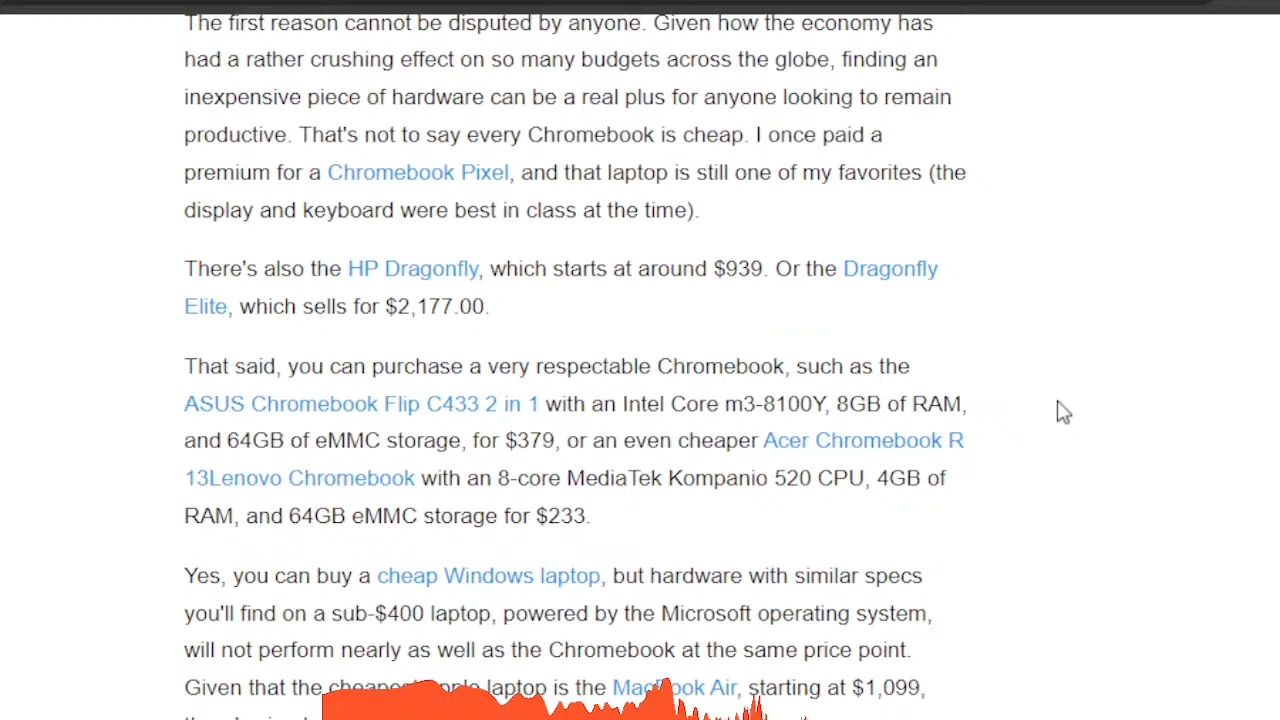 The first reason cannot be disputed by anyone. Given how the economy has
had a rather crushing effect on so many budgets across the globe, finding an
inexpensive piece of hardware can be a real plus for anyone looking to remain
productive. That's not to say every Chromebook is cheap. I once paid a
premium for a Chromebook Pixel, and that laptop is still one of my favorites (the
display and keyboard were best in class at the time).
There's also the HP Dragonfly, which starts at around $939. Or the Dragonfly
Elite, which sells for $2,177.00.
That said, you can purchase a very respectable Chromebook, such as the
ASUS Chromebook Flip C433 2 in 1 with an Intel Core m3-8100Y, 8GB of RAM,
and 64GB of eMMC storage, for $379, or an even cheaper Acer Chromebook R
13Lenovo Chromebook with an 8-core MediaTek Kompanio 520 CPU, 4GB of
RAM, and 64GB eMMC storage for $233.
Yes, you can buy a cheap Windows laptop, but hardware with similar specs
you'll find on a sub-$400 laptop, powered by the Microsoft operating system,
will not perform nearly as well as the Chromebook at the same price point.
Given that the laptop is the MacBook Air, starting at $1,099,